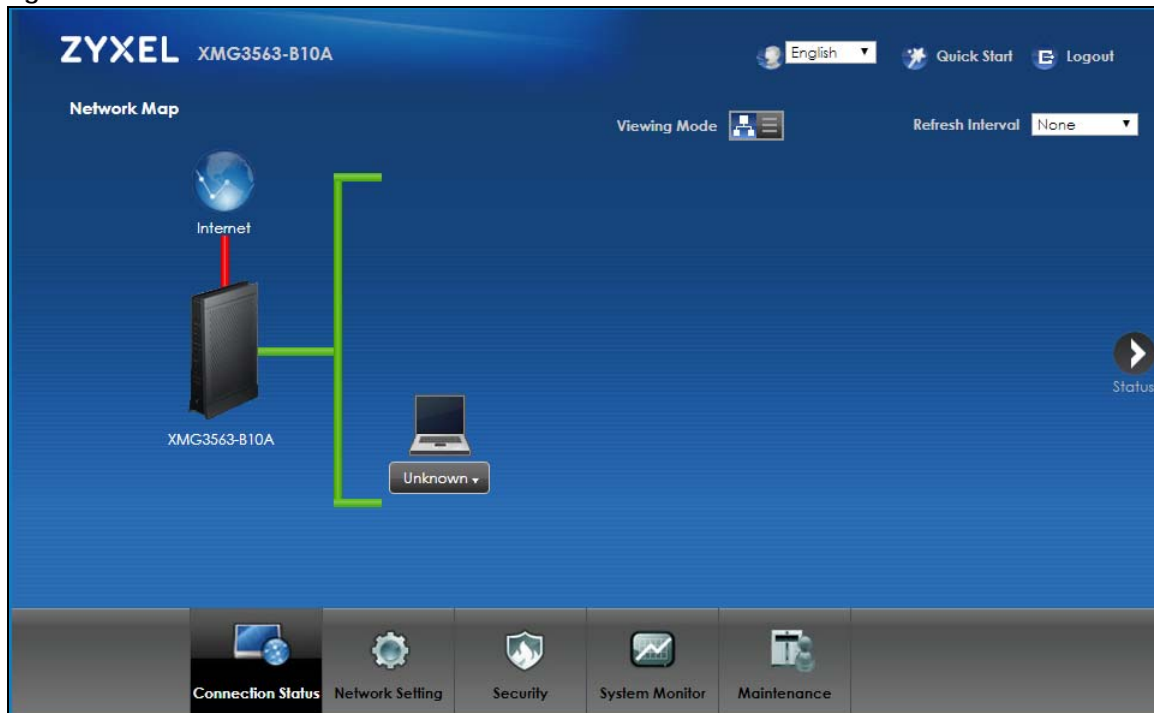 ZYXEL XMG3563-B10A
English
Quick Start
Logout
Network Map
Viewing Mode
Refresh Interval
None
Internet
Status
XMG3563-B10A
Unknown
Connection Status
Network Setting
Security
System Monitor
Maintenance